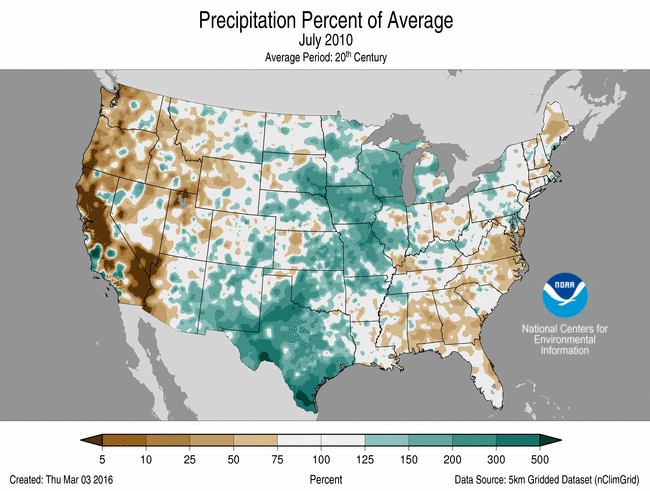 Precipitation Percent of Average
July 2010
Average Period: 20th Century
NOAA
National Centers for
Environmental
Information
5 10 25 50 75 100 125 150 200 300 500
Created: Thu Mar 03 2016 Percent Data Source: 5km Gridded Dataset (nClimGrid)